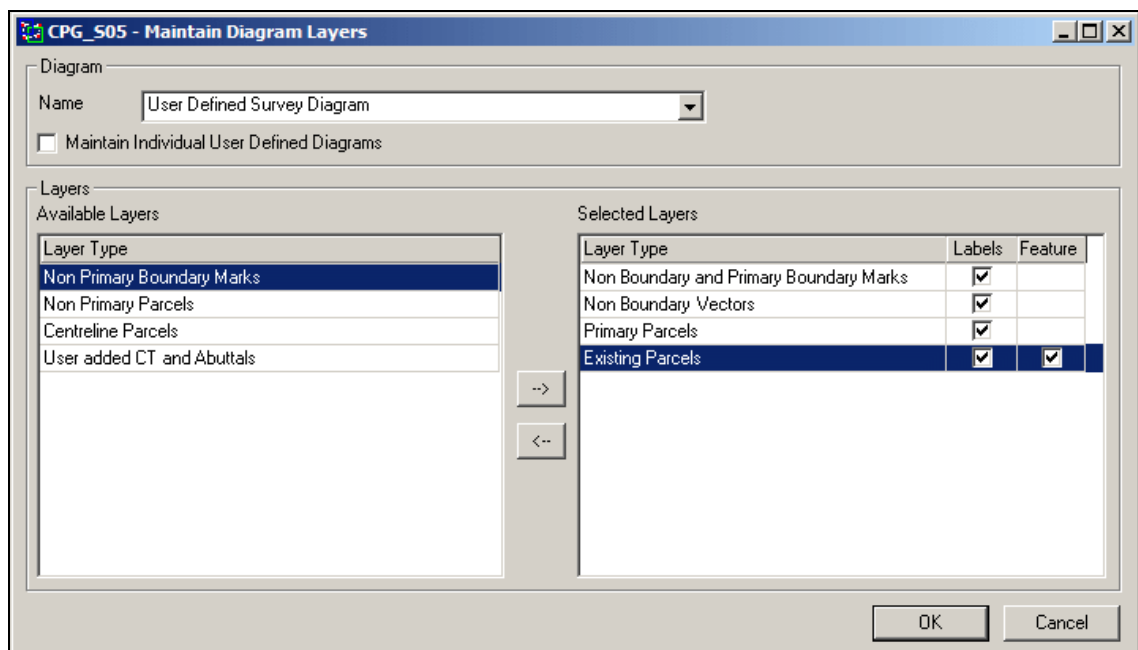 CPG_S05 - Maintain Diagram Layers
Diagram
Name User Defined Survey Diagram
Maintain Individual User Defined Diagrams
Layers
Available Layers
Layer Type
Non Primary Boundary Marks
Non Primary Parcels
Centreline Parcels
User added CT and Abuttals
-->
<--
Selected Layers
Layer Type Labels Feature
Non Boundary and Primary Boundary Marks
Non Boundary Vectors
Primary Parcels
Existing Parcels
OK Cancel